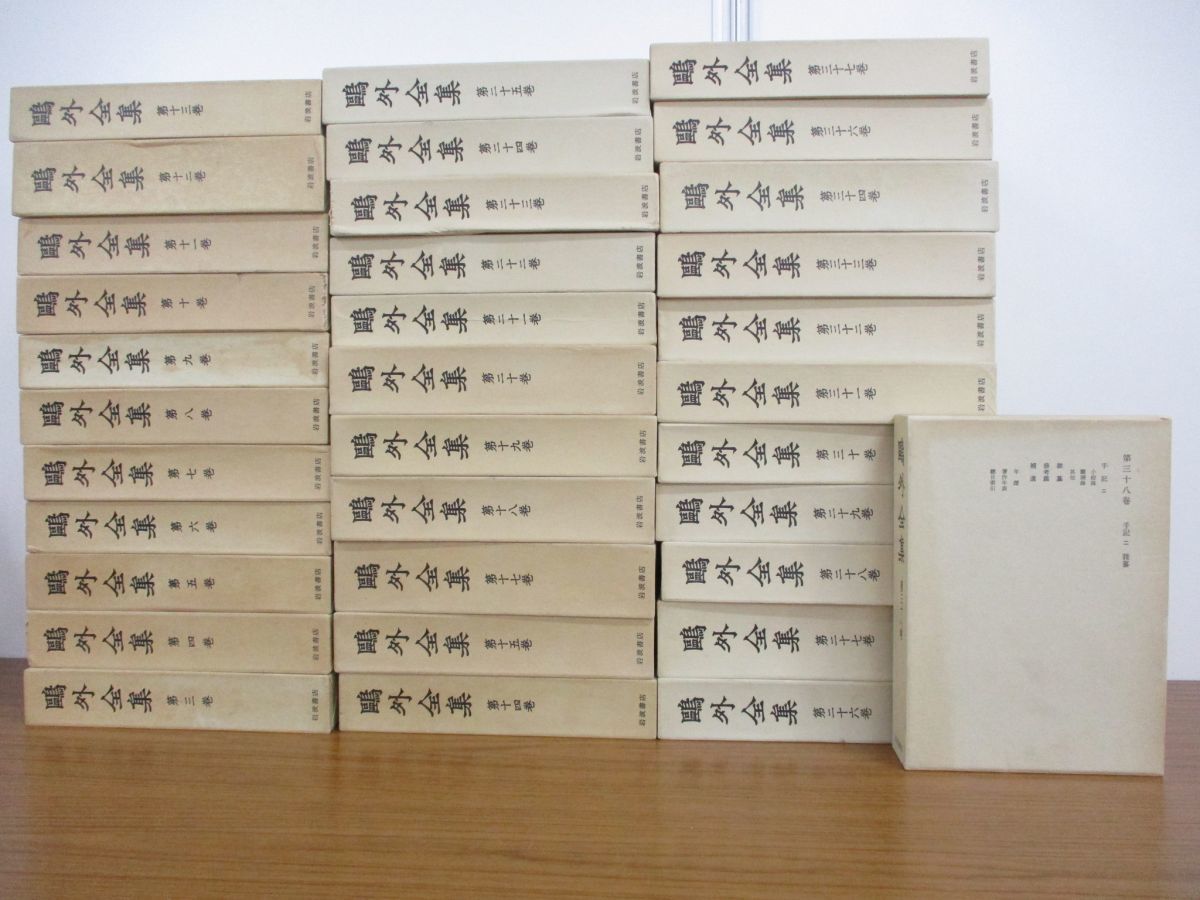 鷗外全集 第十三巻 岩波書店
鷗外全集 第十二巻 岩波書店
鷗外全集 第十一巻 岩波書店
鷗外全集 第十巻 岩波書店
鷗外全集 第九巻 岩波書店
鷗外全集 第八巻 岩波書店
鷗外全集 第七巻 岩波書店
鷗外全集 第六巻 岩波書店
鷗外全集 第五巻 岩波書店
鷗外全集 第四巻 岩波書店
鷗外全集 第三巻 岩波書店
鷗外全集 第二十五巻 岩波書店
鷗外全集 第二十四巻 岩波書店
鷗外全集 第二十三巻 岩波書店
鷗外全集 第二十二巻 岩波書店
鷗外全集 第二十一巻 岩波書店
鷗外全集 第二十巻 岩波書店
鷗外全集 第十九巻 岩波書店
鷗外全集 第十八巻 岩波書店
鷗外全集 第十七巻 岩波書店
鷗外全集 第十五巻 岩波書店
鷗外全集 第十四巻 岩波書店
鷗外全集 第三十七巻 岩波書店
鷗外全集 第三十六巻 岩波書店
鷗外全集 第三十四巻 岩波書店
鷗外全集 第三十三巻 岩波書店
鷗外全集 第三十二巻 岩波書店
鷗外全集 第三十一巻 岩波書店
鷗外全集 第三十巻
鷗外全集 第二十九巻
鷗外全集 第二十八巻
鷗外全集 第二十七巻
鷗外全集 第二十六巻
第三十八巻